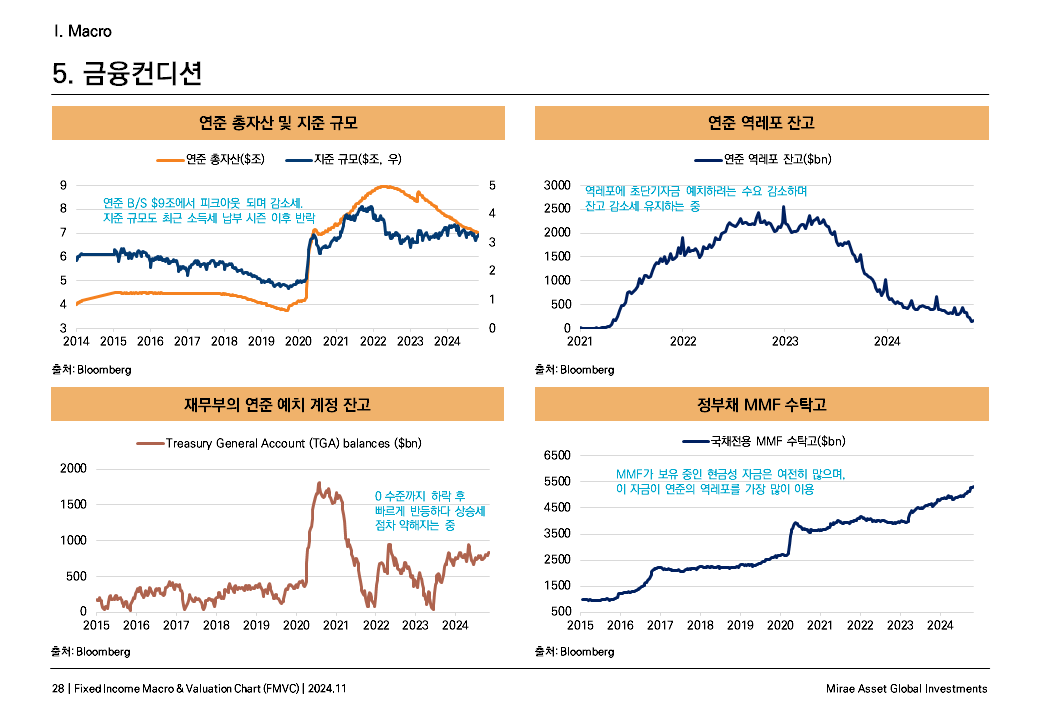 I. Macro
5. 금융컨디션
연준 총자산 및 지준 규모
연준 총자산($조) 지준 규모($조, 우)
연준 B/S $9조에서 피크아웃 되며 감소세.
지준 규모도 최근 소득세 납부 시즌 이후 반락
9 5
8 4
7 3
6 2
5 1
4 0
3
2014 2015 2016 2017 2018 2019 2020 2021 2022 2023 2024
출처: Bloomberg
연준 역레포 잔고
연준 역레포 잔고($bn)
역레포에 초단기자금 예치하려는 수요 감소하며
잔고 감소세 유지하는 중
3000
2500
2000
1500
1000
500
0
2021 2022 2023 2024
출처: Bloomberg
재무부의 연준 예치 계정 잔고
Treasury General Account (TGA) balances ($bn)
0 수준까지 하락 후
빠르게 반등하다 상승세
점차 약해지는 중
2000
1500
1000
500
0
2015 2016 2017 2018 2019 2020 2021 2022 2023 2024
출처: Bloomberg
정부채 MMF 수탁고
국채전용 MMF 수탁고($bn)
MMF가 보유 중인 현금성 자금은 여전히 많으며,
이 자금이 연준의 역레포를 가장 많이 이용
6500
5500
4500
3500
2500
1500
500
2015 2016 2017 2018 2019 2020 2021 2022 2023 2024
출처: Bloomberg
28 | Fixed Income Macro & Valuation Chart (FMVC) | 2024.11
Mirae Asset Global Investments